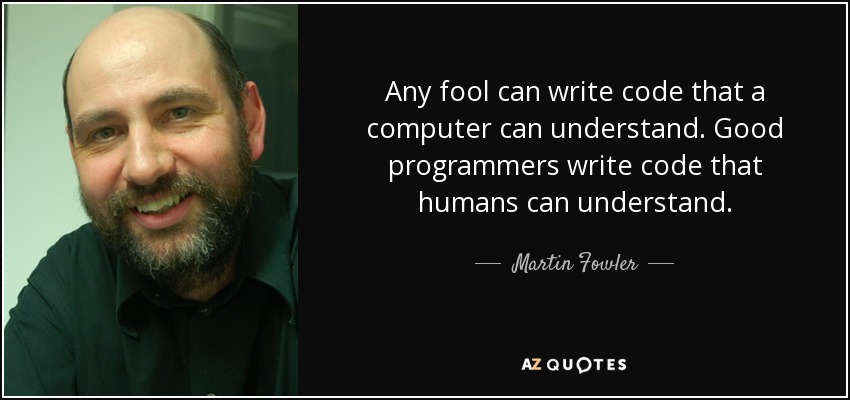 Any fool can write code that a
computer can understand. Good
programmers write code that
humans can understand.
Martin Fowler
AZ QUOTES